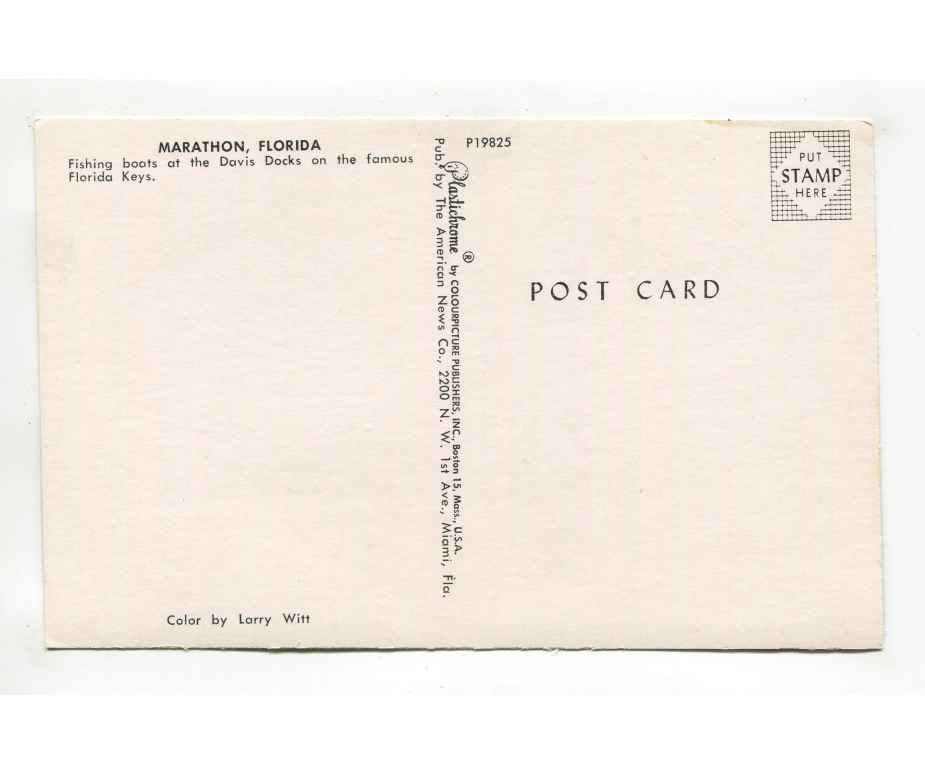 MARATHON, FLORIDA
Fishing boats at the Davis Docks on the famous
Florida Keys.
Color by Larry Witt
Pub. by The American News Co., 2200 N. W. 1st Ave., Miami, Fla.
Plastichrome ® by COLOURPICTURE PUBLISHERS, INC., Boston 15, Mass., U.S.A.
P19825
POST CARD
PUT
STAMP
HERE